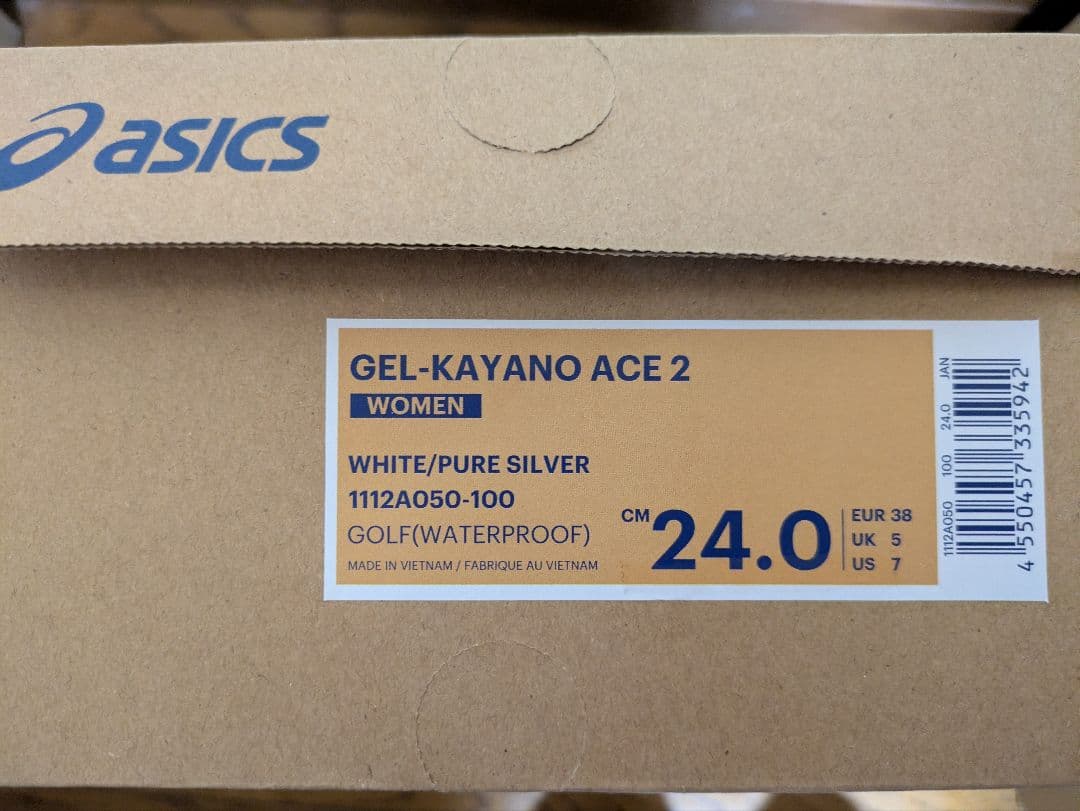 asics
GEL-KAYANO ACE 2
WOMEN
WHITE/PURE SILVER
1112A050-100
GOLF(WATERPROOF)
MADE IN VIETNAM / FABRIQUE AU VIETNAM
CM 24.0
EUR 38
UK 5
US 7
1112A050 100 24.0 JAN
4 550457 335942